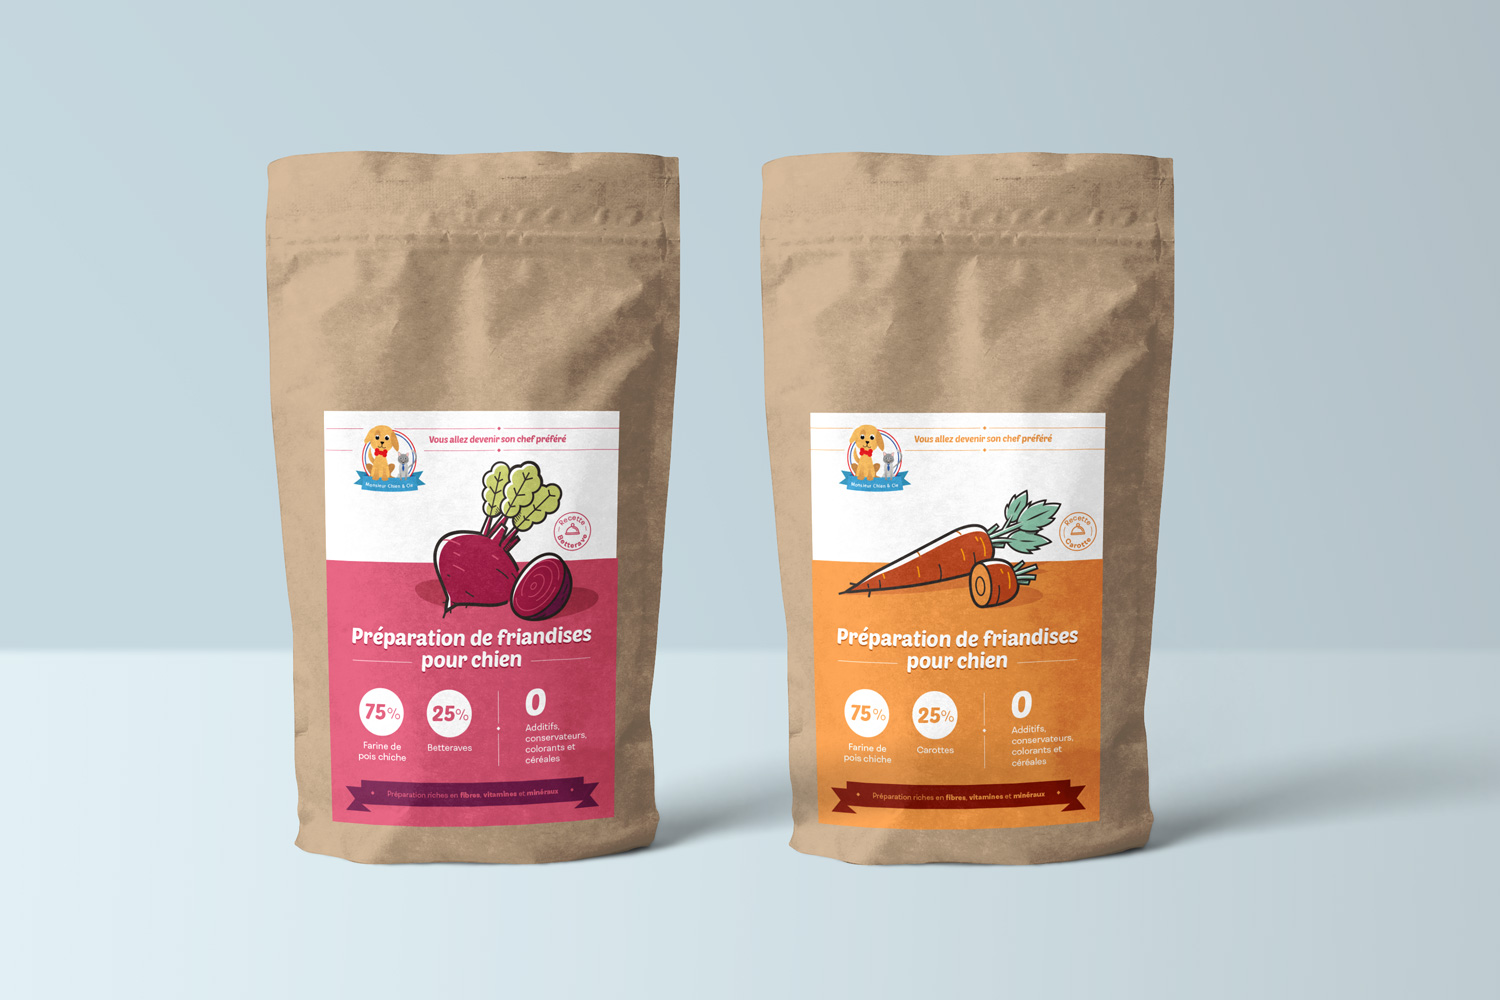 Vous allez devenir son chef préféré
Monsieur Chien & Cie
Recette
Betterave
Préparation de friandises
pour chien
75%
Farine de
pois chiche
25%
Betteraves
0
Additifs,
conservateurs,
colorants et
céréales
Préparation riches en fibres, vitamines et minéraux
Vous allez devenir son chef préféré
Monsieur Chien & Cie
Recette
Carotte
Préparation de friandises
pour chien
75%
Farine de
pois chiche
25%
Carottes
0
Additifs,
conservateurs,
colorants et
céréales
Préparation riches en fibres, vitamines et minéraux